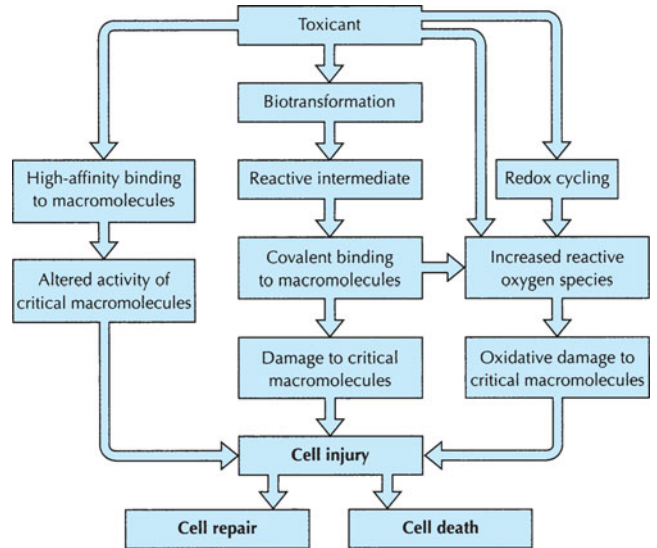 Toxicant
Biotransformation
High-affinity binding
to macromolecules
Reactive intermediate
Redox cycling
Altered activity of
critical macromolecules
Covalent binding
to macromolecules
Increased reactive
oxygen species
Damage to critical
macromolecules
Oxidative damage to
critical macromolecules
Cell injury
Cell repair
Cell death